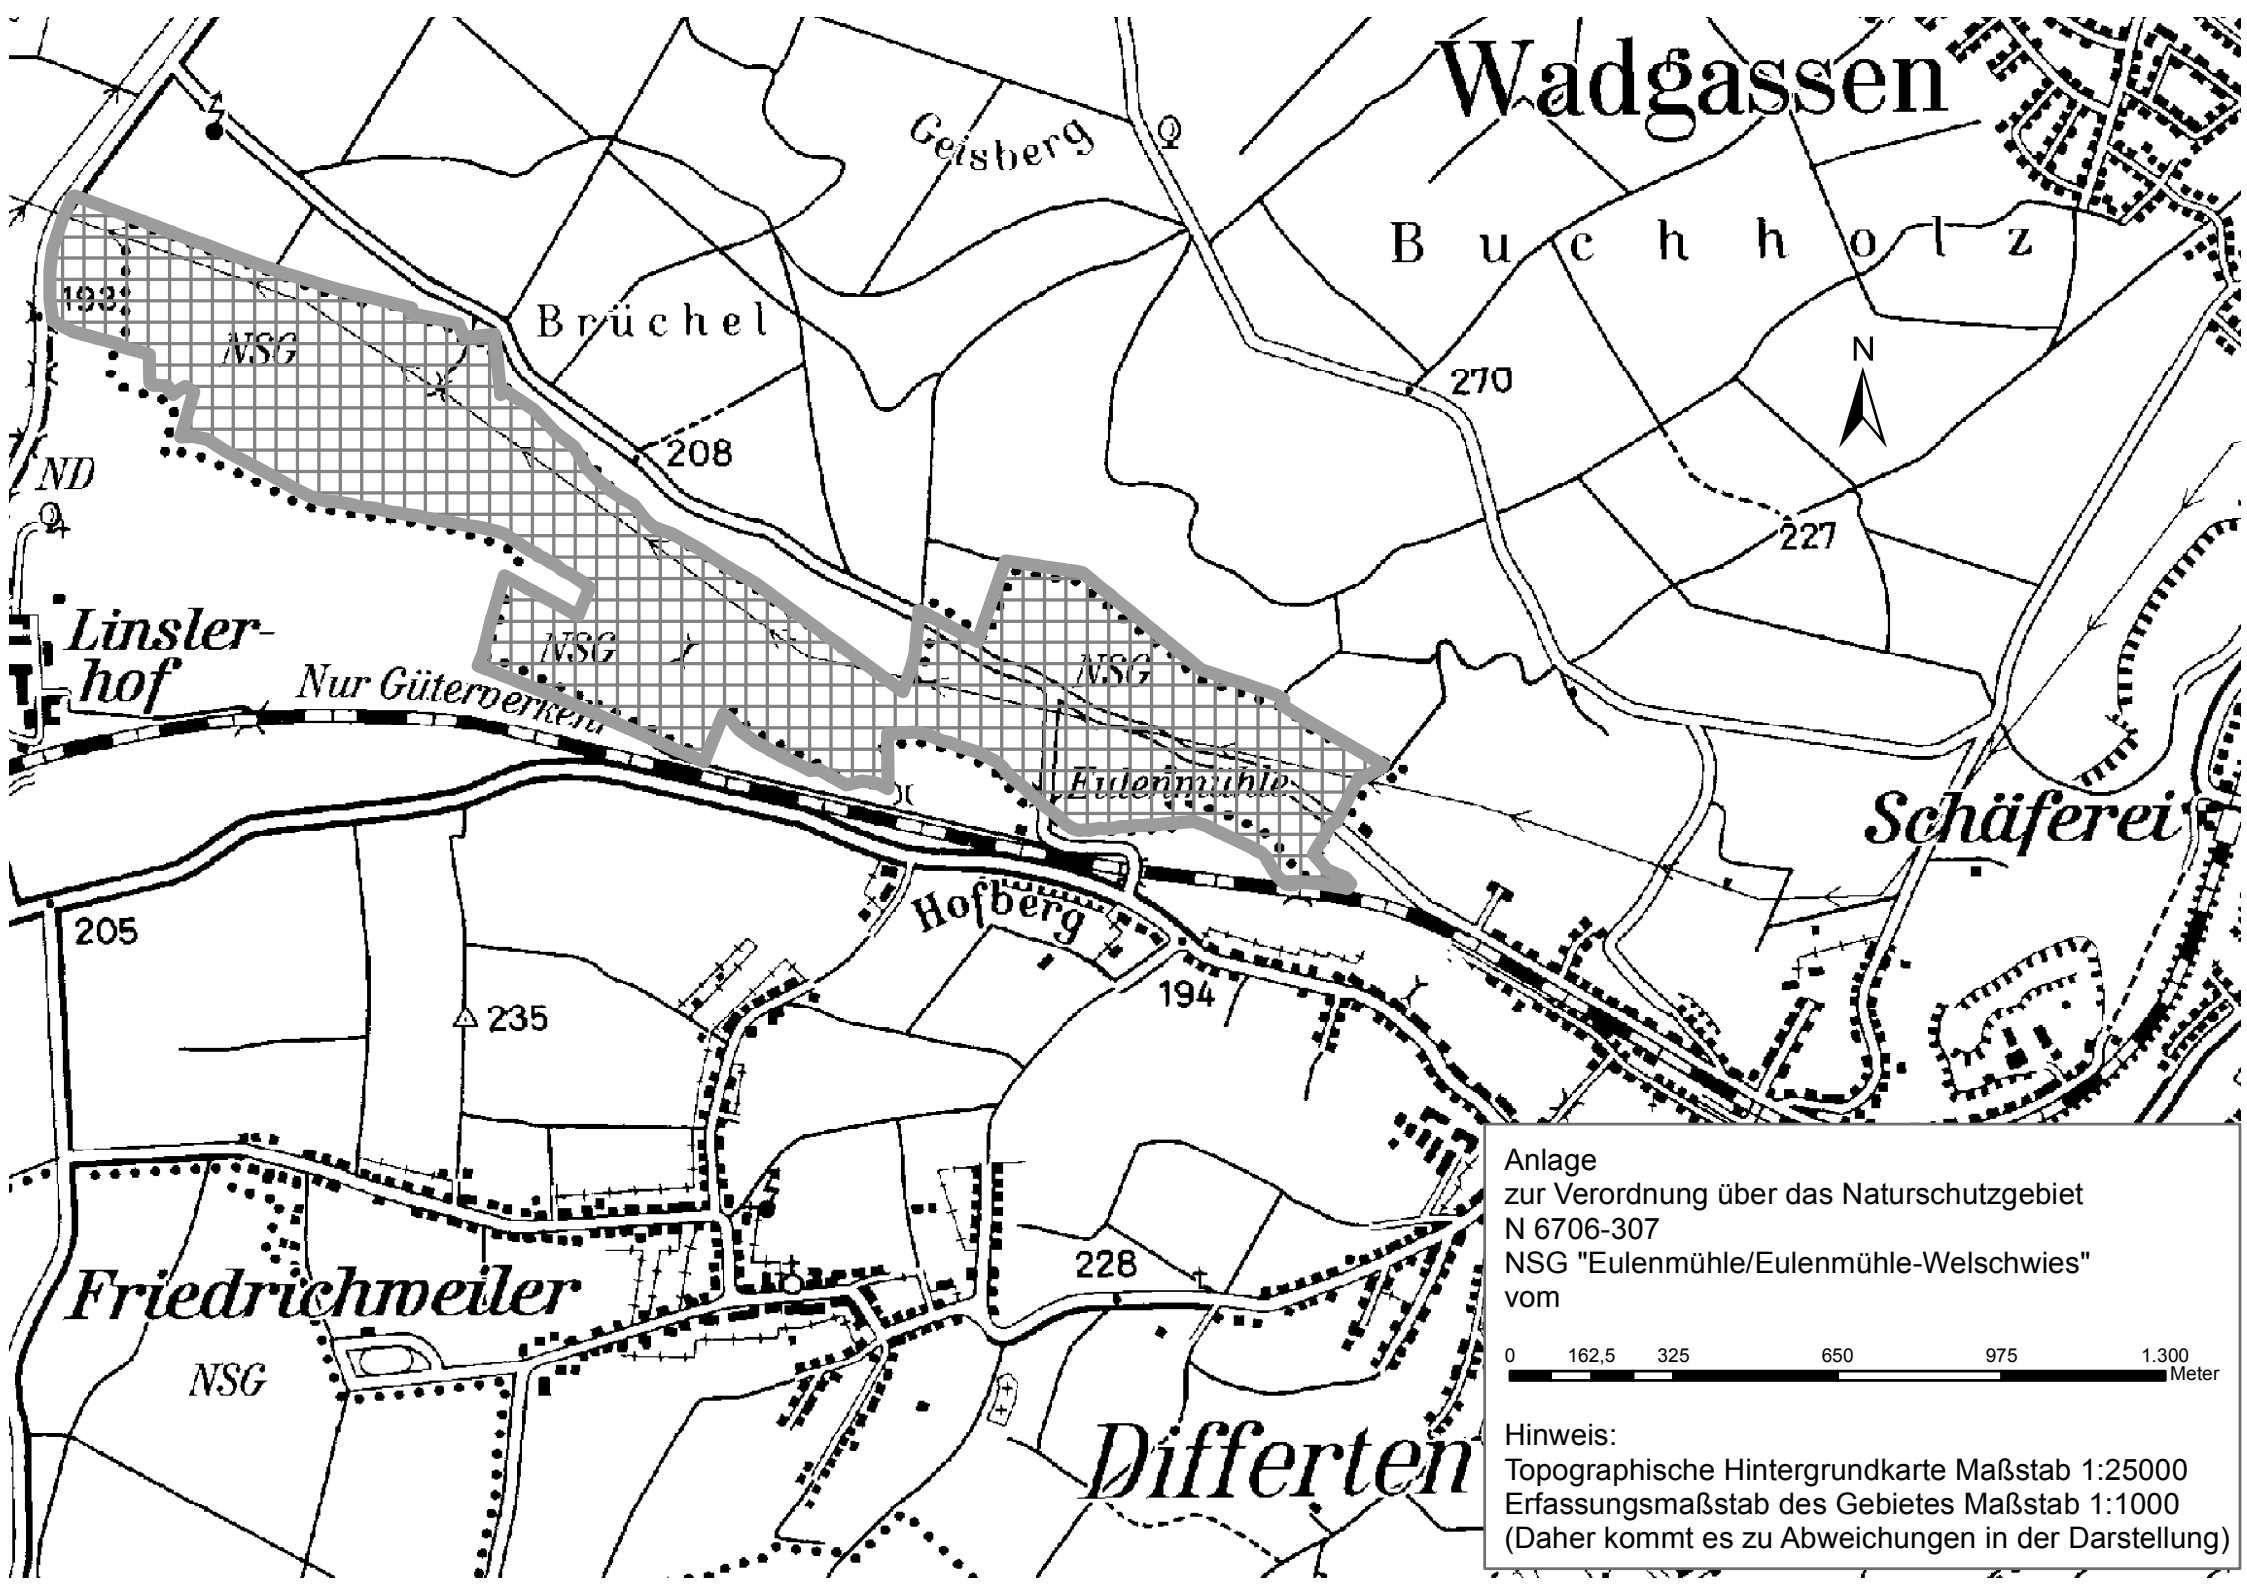 Wadgassen
Geisberg
Buchholz
198
NSG
Brüchel
270
208
ND
227
Linsler-
hof
NSG
NSG
Nur Güterverkehr
Eulenmühle
Schäferei
205
Hofberg
194
235
Friedrichweiler
228
NSG
Differten
N
Anlage
zur Verordnung über das Naturschutzgebiet
N 6706-307
NSG "Eulenmühle/Eulenmühle-Welschwies"
vom
0 162,5 325 650 975 1.300
Meter
Hinweis:
Topographische Hintergrundkarte Maßstab 1:25000
Erfassungsmaßstab des Gebietes Maßstab 1:1000
(Daher kommt es zu Abweichungen in der Darstellung)